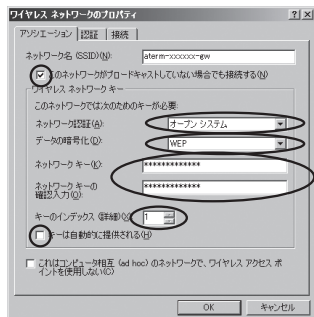 ワイヤレス ネットワークのプロパティ
アソシエーション 認証 接続
ネットワーク名 (SSID)(N): aterm-xxxxxx-gw
このネットワークがブロードキャストしていない場合でも接続する(N)
ワイヤレス ネットワーク キー
このネットワークでは次のためのキーが必要:
ネットワーク認証(A): オープン システム
データの暗号化(D): WEP
ネットワーク キー(K): *************
ネットワーク キーの
確認入力(O): *************
キーのインデックス (詳細)(X): 1
キーは自動的に提供される(H)
これはコンピュータ相互 (ad hoc) のネットワークで、ワイヤレス アクセス ポ
イントを使用しない(C)
OK キャンセル